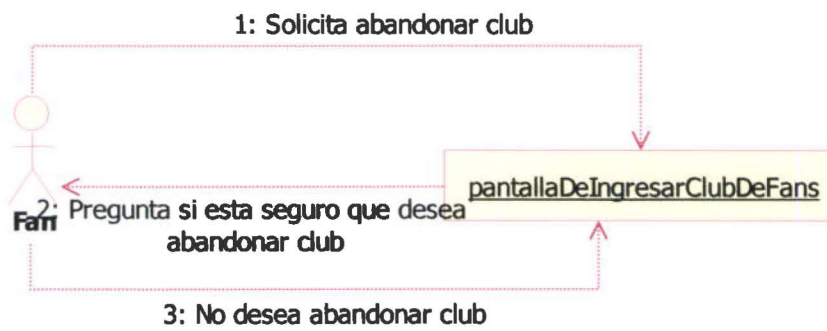 1: Solicita abandonar club
pantallaDeIngresarClubDeFans
2: Pregunta si esta seguro que desea
abandonar club
Fan
3: No desea abandonar club